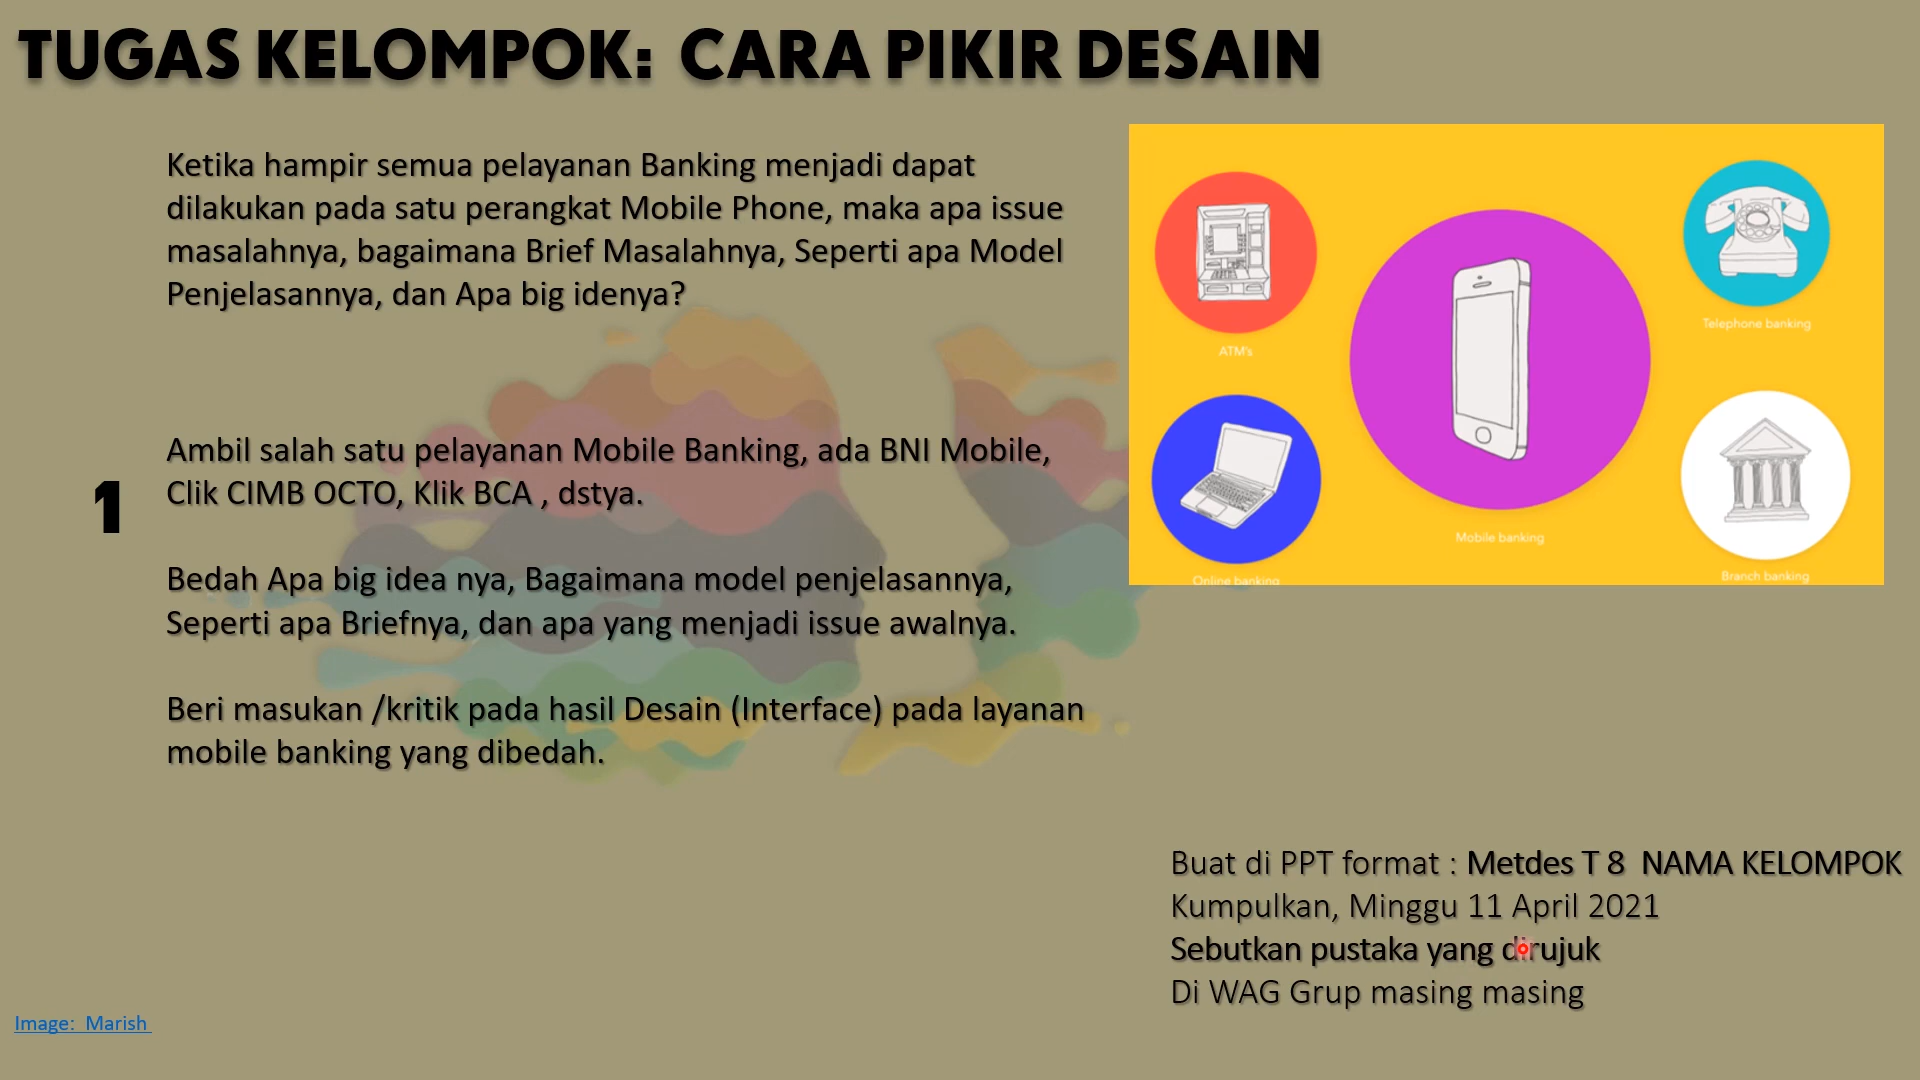 TUGAS KELOMPOK: CARA PIKIR DESAIN
Ketika hampir semua pelayanan Banking menjadi dapat
dilakukan pada satu perangkat Mobile Phone, maka apa issue
masalahnya, bagaimana Brief Masalahnya, Seperti apa Model
Penjelasannya, dan Apa big idenya?
1
Ambil salah satu pelayanan Mobile Banking, ada BNI Mobile,
Clik CIMB OCTO, Klik BCA , dstya.
Bedah Apa big idea nya, Bagaimana model penjelasannya,
Seperti apa Briefnya, dan apa yang menjadi issue awalnya.
Beri masukan /kritik pada hasil Desain (Interface) pada layanan
mobile banking yang dibedah.
ATM's
Telephone banking
Mobile banking
Online banking
Branch banking
Buat di PPT format : Metdes T 8 NAMA KELOMPOK
Kumpulkan, Minggu 11 April 2021
Sebutkan pustaka yang dirujuk
Di WAG Grup masing masing
Image: Marish